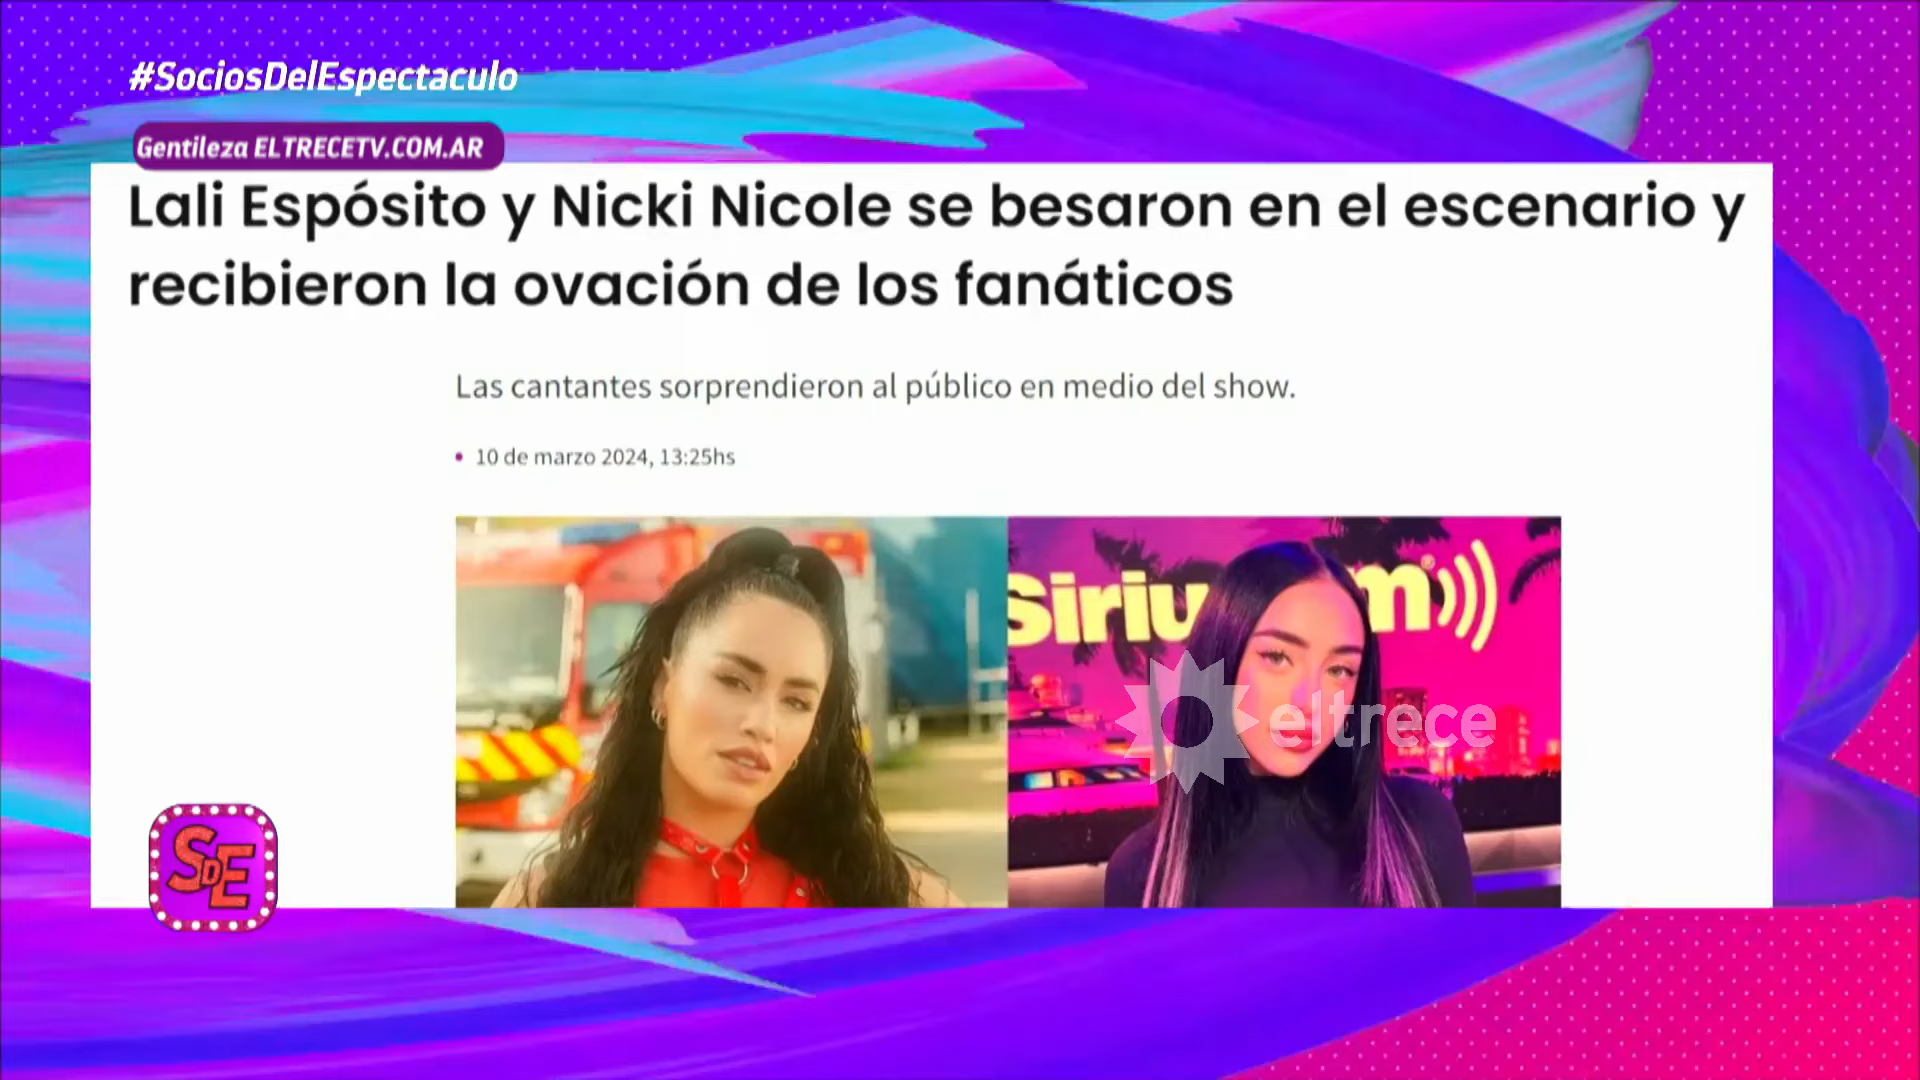 #SociosDelEspectaculo
Gentileza ELTRECETV.COM.AR
Lali Espósito y Nicki Nicole se besaron en el escenario y
recibieron la ovación de los fanáticos
Las cantantes sorprendieron al público en medio del show.
• 10 de marzo 2024, 13:25hs
Siriu m
eltrece
SDE